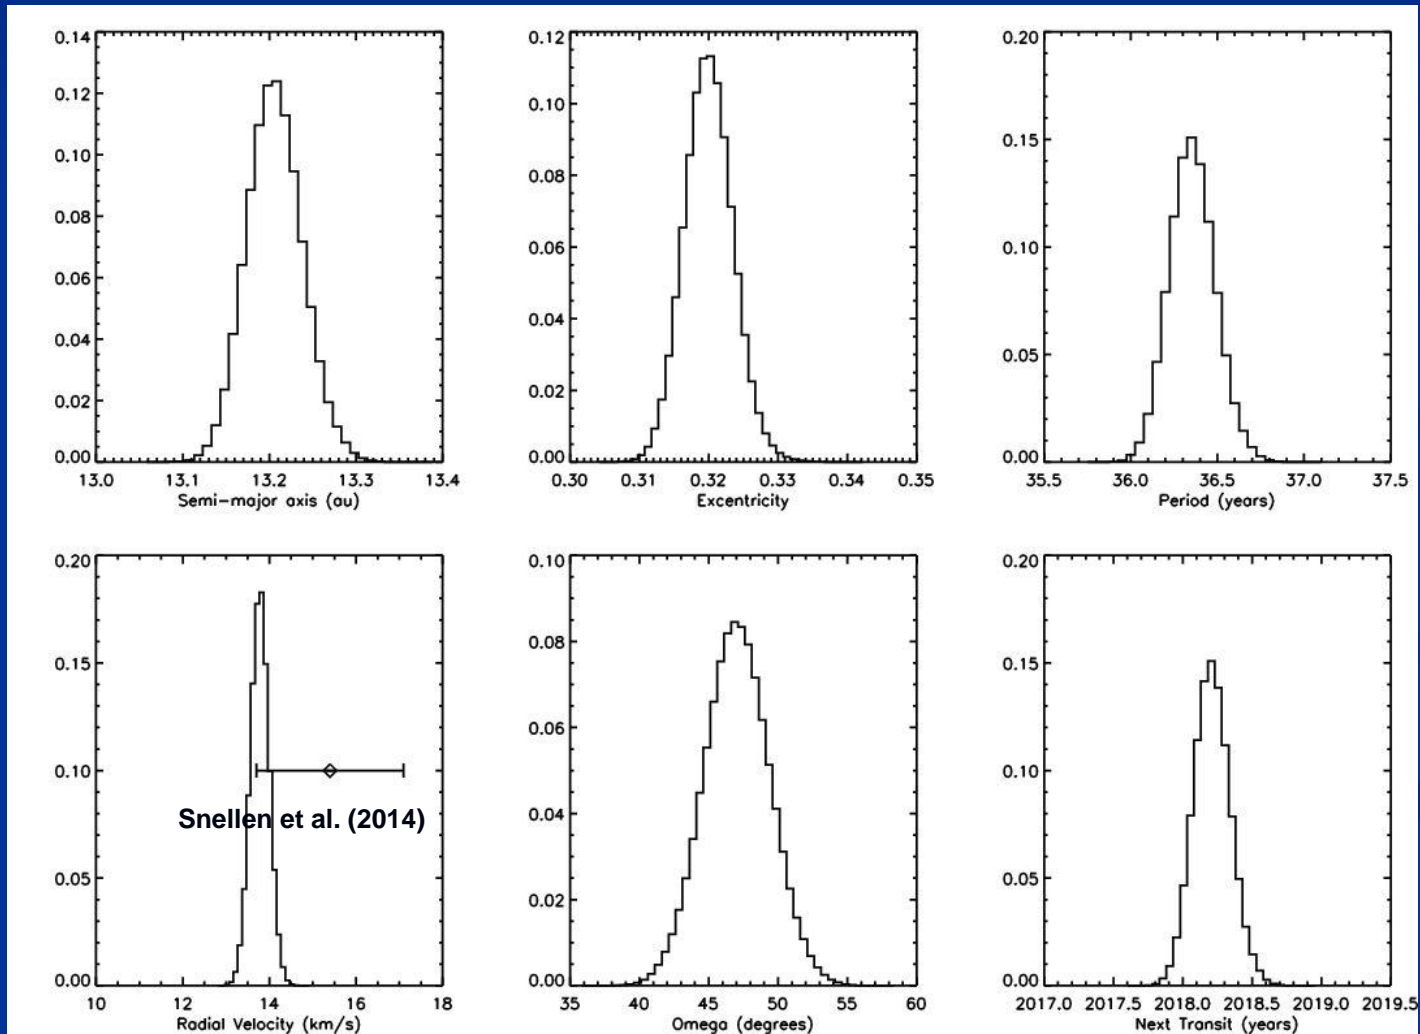 0.14
0.12
0.10
0.08
0.06
0.04
0.02
0.00
13.0 13.1 13.2 13.3 13.4
Semi-major axis (au)
0.12
0.10
0.08
0.06
0.04
0.02
0.00
0.30 0.31 0.32 0.33 0.34 0.35
Excentricity
0.20
0.15
0.10
0.05
0.00
35.5 36.0 36.5 37.0 37.5
Period (years)
0.20
0.15
0.10
0.05
0.00
Snellen et al. (2014)
10 12 14 16 18
Radial Velocity (km/s)
0.10
0.08
0.06
0.04
0.02
0.00
35 40 45 50 55 60
Omega (degrees)
0.20
0.15
0.10
0.05
0.00
2017.0 2017.5 2018.0 2018.5 2019.0 2019.5
Next Transit (years)